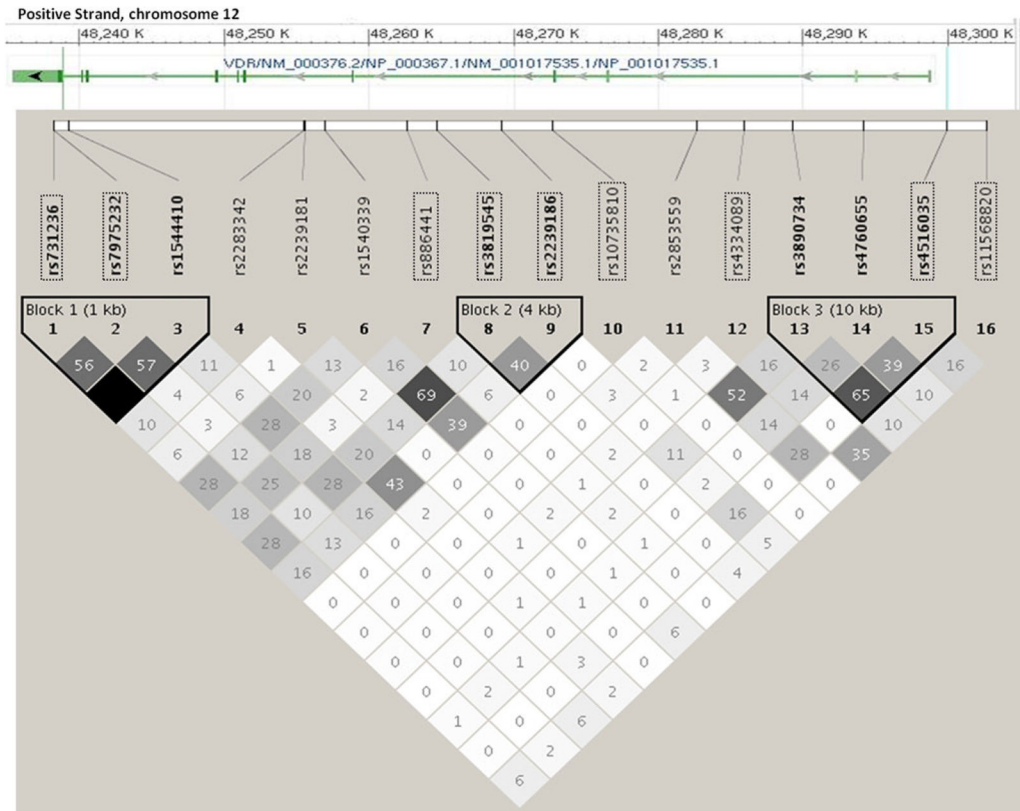 Positive Strand, chromosome 12
48,240 K 48,250 K 48,260 K 48,270 K 48,280 K 48,290 K 48,300 K
VDR/NM_000376.2/NP_000367.1/NM_001017535.1/NP_001017535.1
rs731236
rs7975232
rs1544410
rs2283342
rs2239181
rs1540339
rs886441
rs3819545
rs2239186
rs10735810
rs2853559
rs4334089
rs3890734
rs4760655
rs4516035
rs11568820
Block 1 (1 kb) Block 2 (4 kb) Block 3 (10 kb)
1 2 3 4 5 6 7 8 9 10 11 12 13 14 15 16
56 57 11 1 13 16 10 40 0 2 3 16 26 39 16
4 6 20 2 69 6 0 3 1 52 14 65 10
10 3 28 3 14 39 0 0 0 0 14 0 10
6 12 18 20 0 0 0 2 11 0 28 35
28 25 28 43 0 0 1 0 2 0 0
18 10 16 2 0 2 2 0 16 0
28 13 0 0 1 0 1 0 5
16 0 0 0 0 1 0 4
0 0 0 1 1 0 0
0 0 0 0 0 6
0 0 1 3 0
0 2 0 2
1 0 6
0 2
6